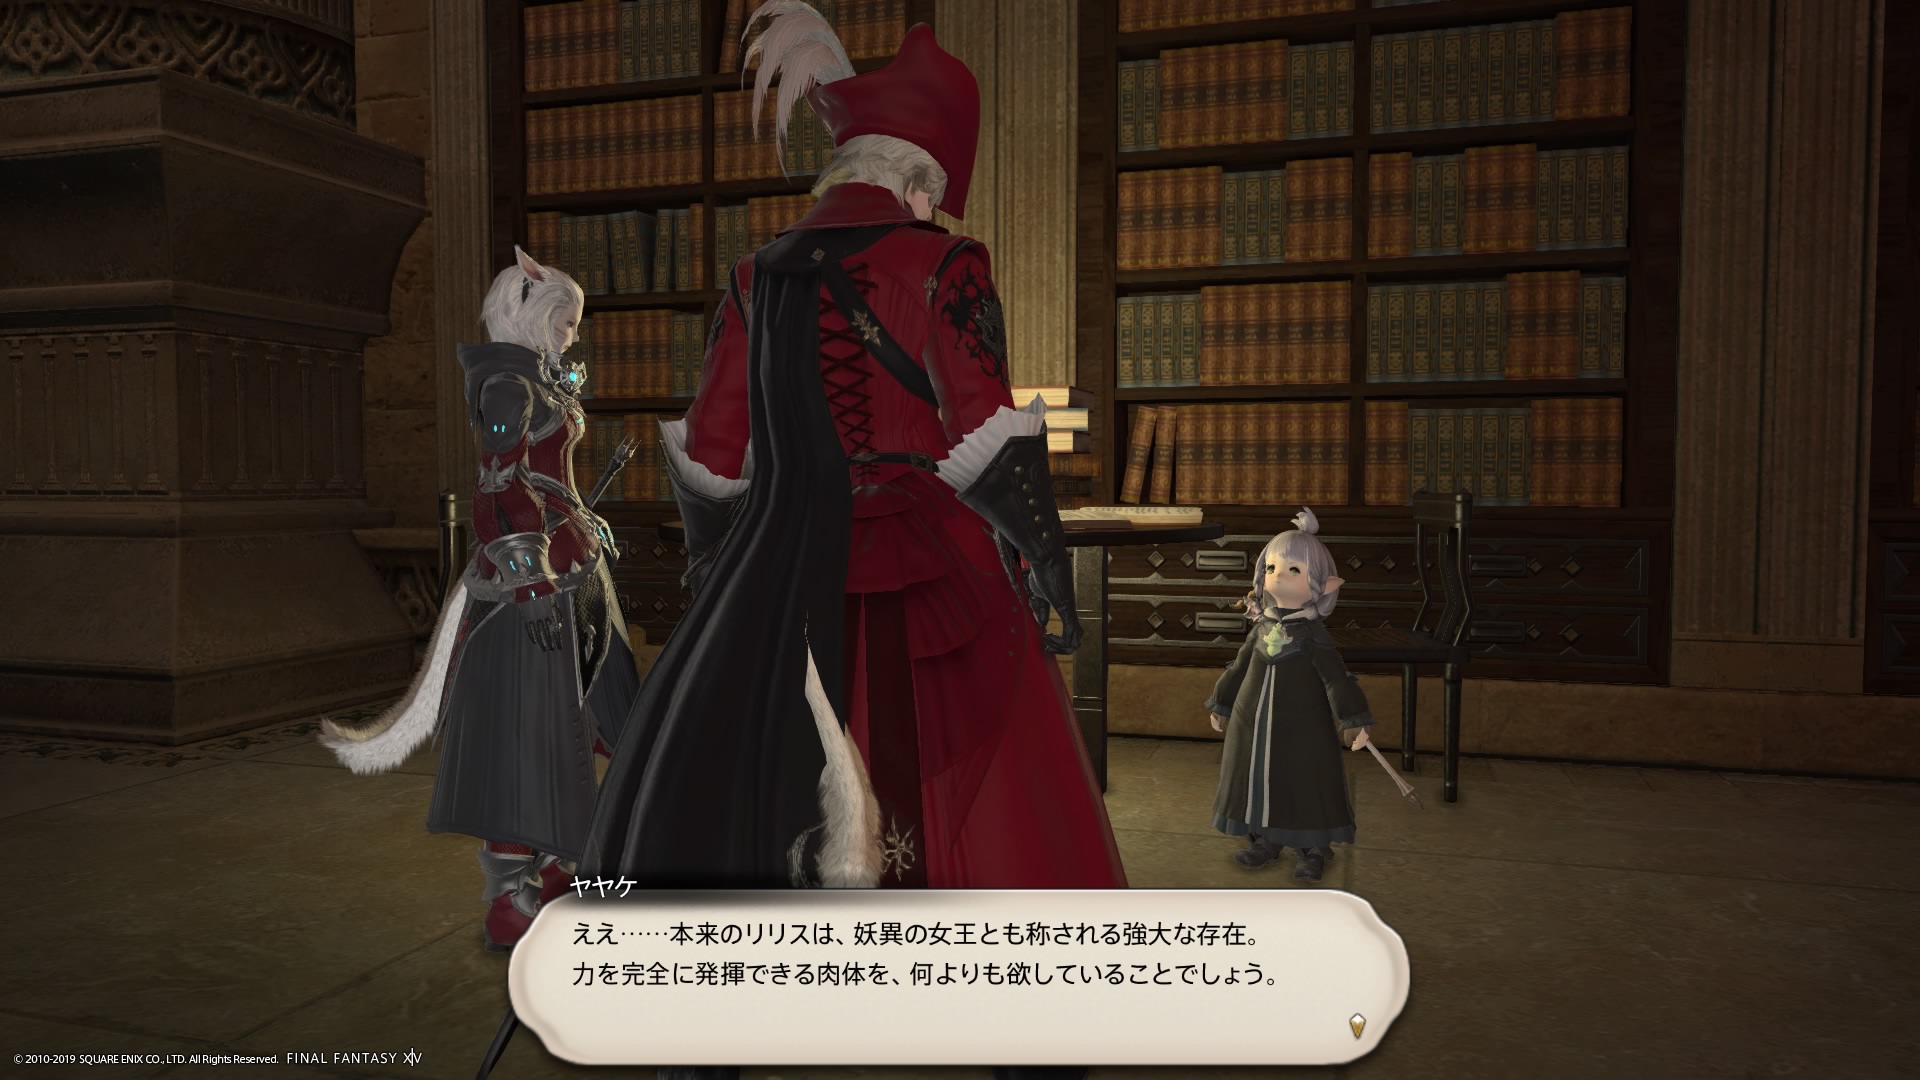 ヤヤケ
ええ……本来のリリスは、妖異の女王とも称される強大な存在。
力を完全に発揮できる肉体を、何よりも欲していることでしょう。
© 2010-2019 SQUARE ENIX CO., LTD. All Rights Reserved. FINAL FANTASY XIV